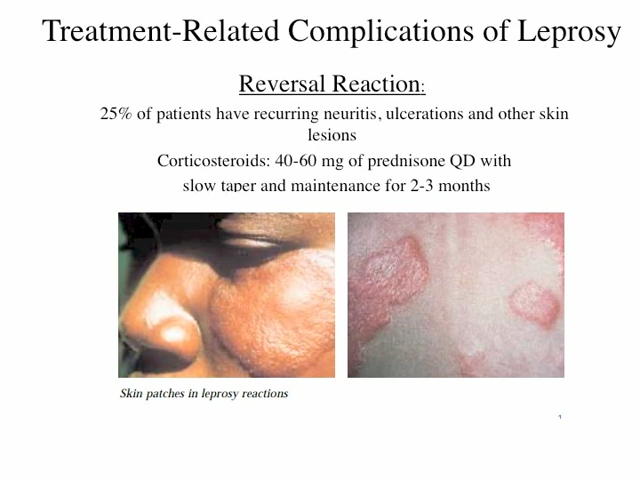 Treatment-Related Complications of Leprosy
Reversal Reaction:
25% of patients have recurring neuritis, ulcerations and other skin
lesions
Corticosteroids: 40-60 mg of prednisone QD with
slow taper and maintenance for 2-3 months
Skin patches in leprosy reactions